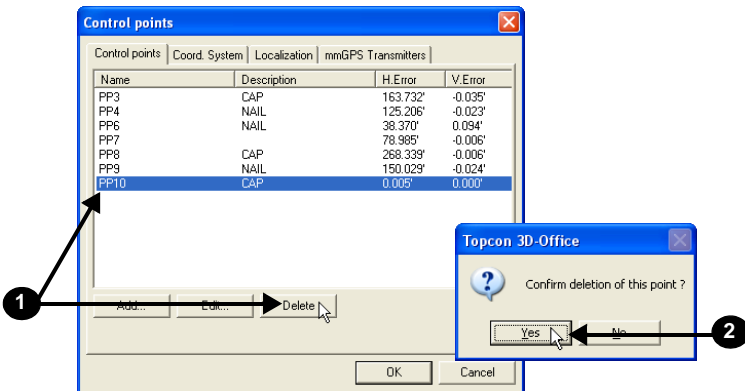 Control points
Control points Coord. System Localization mmGPS Transmitters
Name Description H.Error V.Error
PP3 CAP 163.732' -0.035'
PP4 NAIL 125.206' -0.023'
PP6 NAIL 38.370' 0.094'
PP7 78.985' -0.006'
PP8 CAP 268.339' -0.006'
PP9 NAIL 150.029' -0.024'
PP10 CAP 0.005' 0.000'
Topcon 3D-Office
Confirm deletion of this point ?
1 Add... Edit... Delete
Yes No 2
OK Cancel